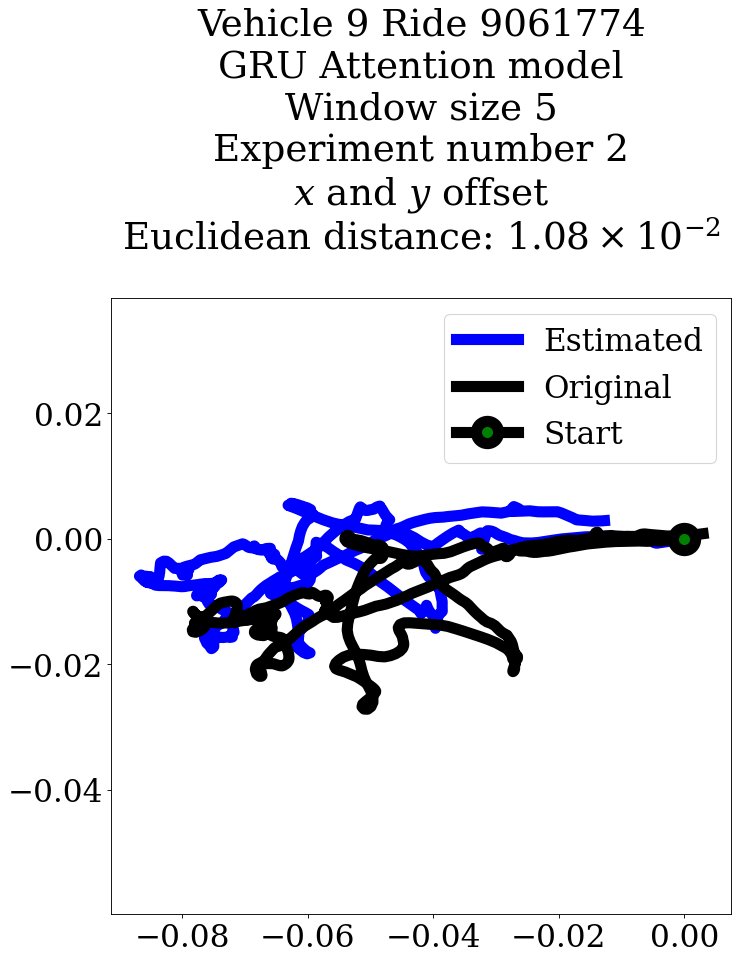 Vehicle 9 Ride 9061774
GRU Attention model
Window size 5
Experiment number 2
x and y offset
Euclidean distance: 1.08 × 10⁻²
Estimated
Original
Start
0.02
0.00
−0.02
−0.04
−0.08
−0.06
−0.04
−0.02
0.00